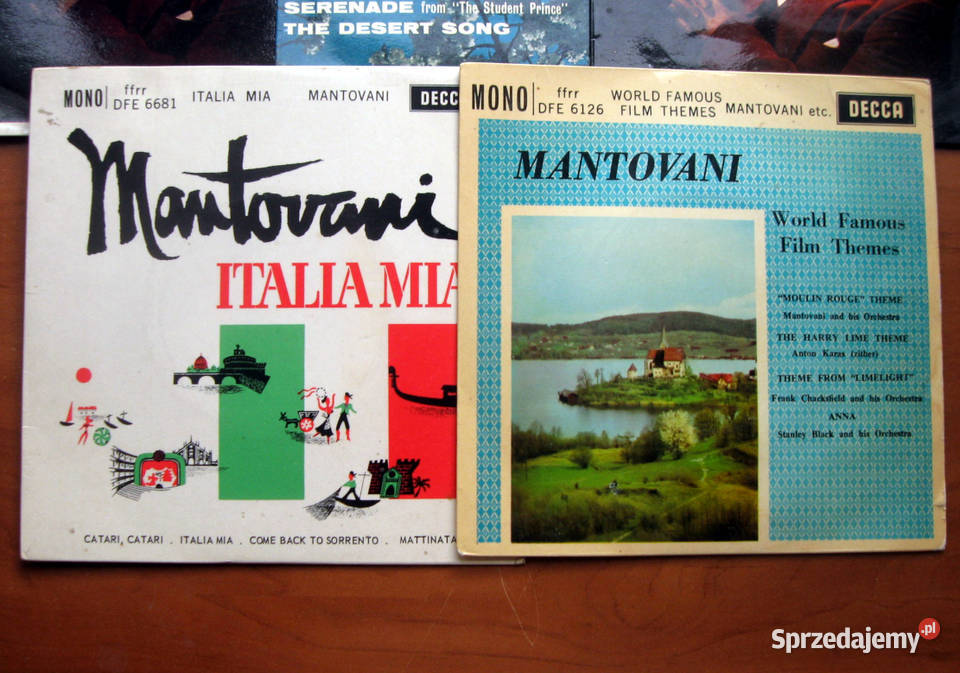 SERENADE from "The Student Prince"
THE DESERT SONG
MONO ffrr DFE 6681 ITALIA MIA MANTOVANI DECC
Mantovani
ITALIA MIA
CATARI, CATARI . ITALIA MIA . COME BACK TO SORRENTO . MATTINATA
MONO ffrr DFE 6126 WORLD FAMOUS FILM THEMES MANTOVANI etc. DECCA
MANTOVANI
World Famous
Film Themes
"MOULIN ROUGE" THEME
Mantovani and his Orchestra
THE HARRY LIME THEME
Anton Karas (zither)
THEME FROM "LIMELIGHT"
Frank Chacksfield and his Orchestra
ANNA
Stanley Black and his Orchestra
Sprzedajemy.pl